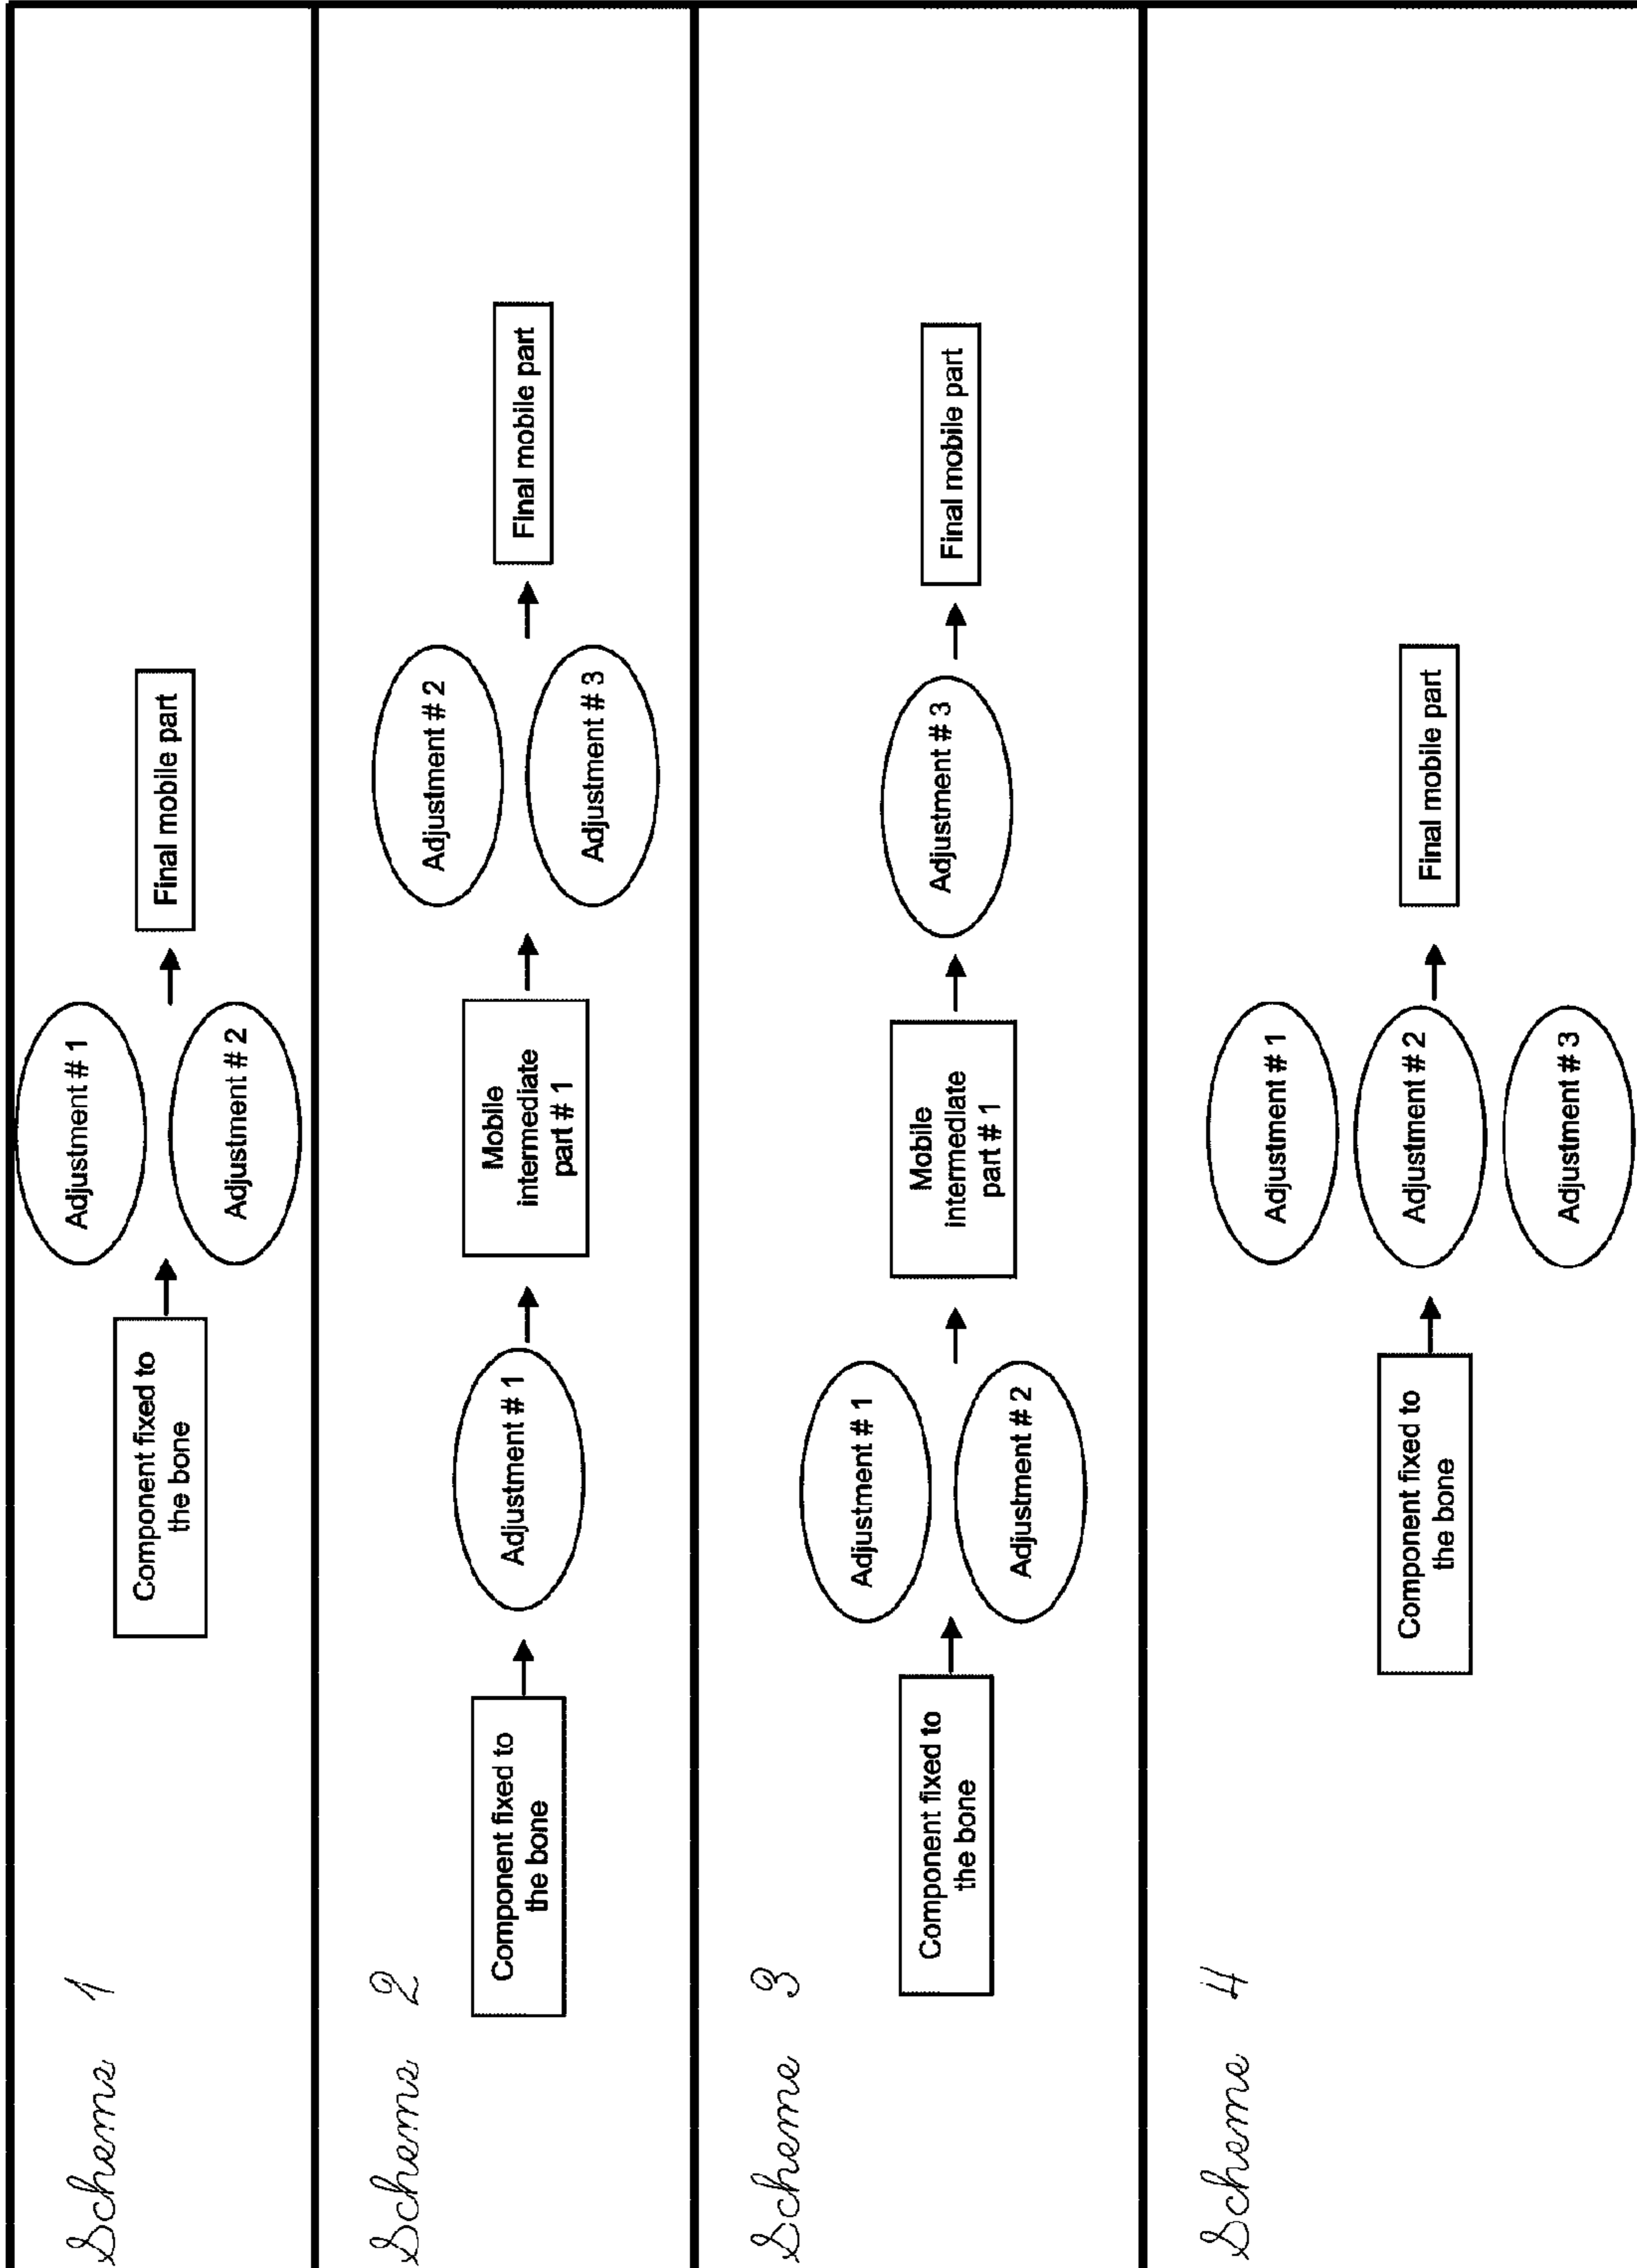 Scheme 1
Component fixed to
the bone
Adjustment # 1
Adjustment # 2
Final mobile part
Scheme 2
Component fixed to
the bone
Adjustment # 1
Mobile
intermediate
part # 1
Adjustment # 2
Adjustment # 3
Final mobile part
Scheme 3
Component fixed to
the bone
Adjustment # 1
Adjustment # 2
Mobile
intermediate
part # 1
Adjustment # 3
Final mobile part
Scheme 4
Component fixed to
the bone
Adjustment # 1
Adjustment # 2
Adjustment # 3
Final mobile part